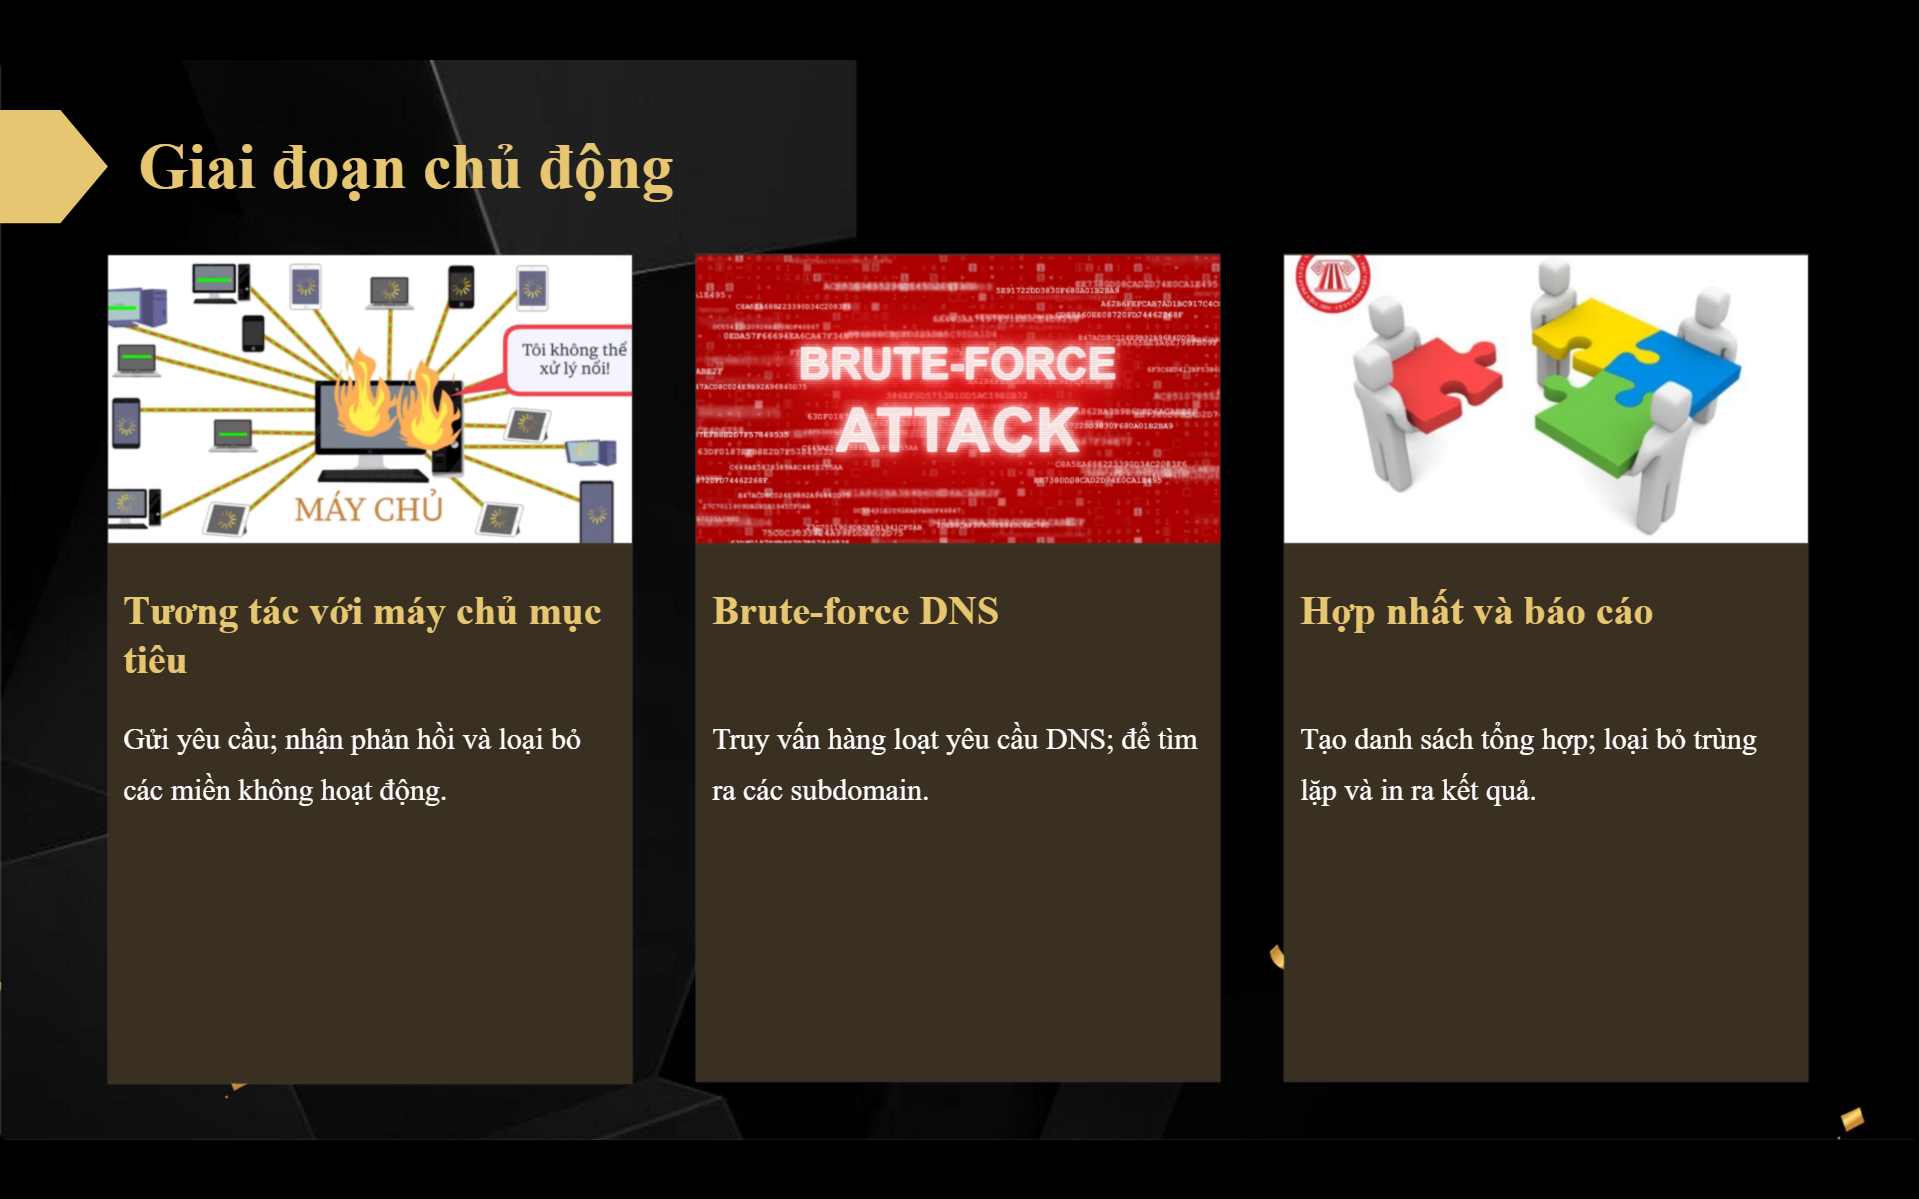 Giai đoạn chủ động
Tôi không thể
xử lý nổi!
MÁY CHỦ
BRUTE-FORCE
ATTACK
Tương tác với máy chủ mục
tiêu
Gửi yêu cầu; nhận phản hồi và loại bỏ
các miền không hoạt động.
Brute-force DNS
Truy vấn hàng loạt yêu cầu DNS; để tìm
ra các subdomain.
Hợp nhất và báo cáo
Tạo danh sách tổng hợp; loại bỏ trùng
lặp và in ra kết quả.